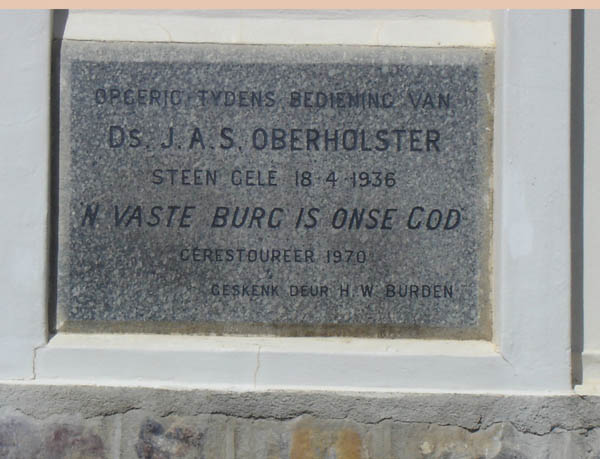 OPGERIG TYDENS BEDIENING VAN
DS. J.A.S. OBERHOLSTER
STEEN GELÊ 18-4-1936
'N VASTE BURG IS ONSE GOD
GERESTOUREER 1970
GESKENK DEUR H.W. BURDEN